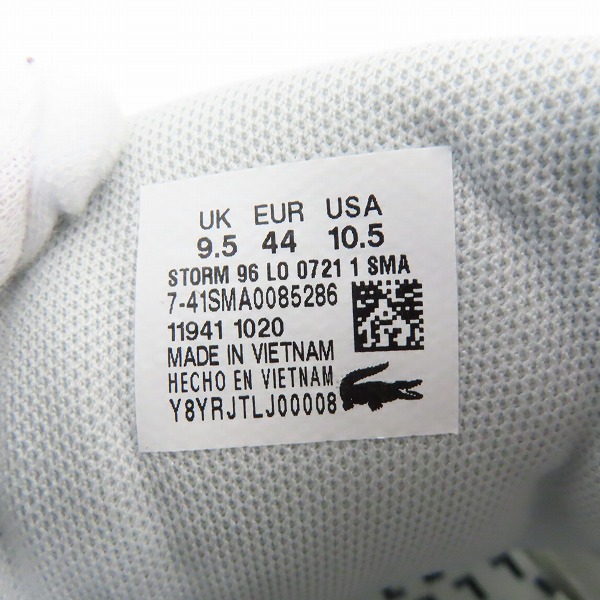 UK EUR USA
9.5 44 10.5
STORM 96 LO 0721 1 SMA
7-41SMA0085286
11941 1020
MADE IN VIETNAM
HECHO EN VIETNAM
Y8YRJTLJ00008